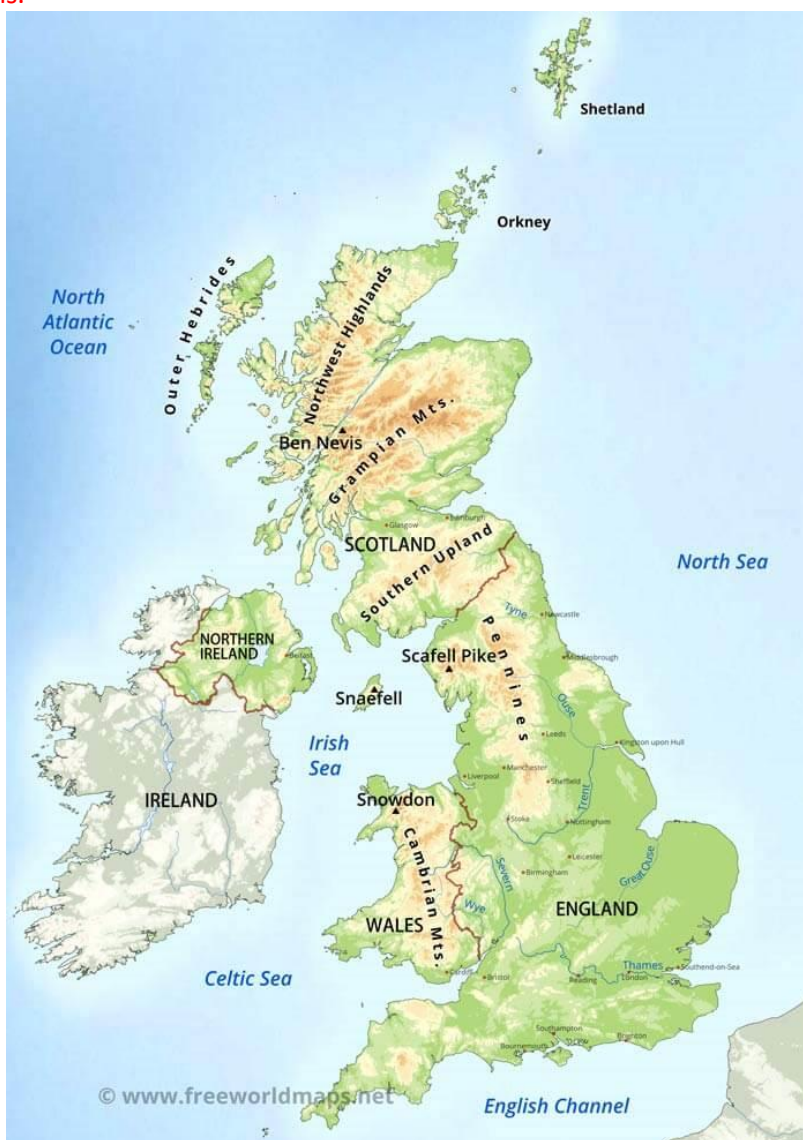 Shetland
Orkney
Outer Hebrides
North
Atlantic
Ocean
Northwest Highlands
Ben Nevis
Grampian Mts.
Glasgow
Edinburgh
SCOTLAND
Southern Upland
North Sea
Tyne
Newcastle
Pennines
NORTHERN
IRELAND
Belfast
Scafell Pike
Middlesbrough
Snaefell
Ouse
Irish
Sea
Leeds
Kingston upon Hull
Manchester
Liverpool
Sheffield
IRELAND
Snowdon
Trent
Stoka
Nottingham
Cambrian Mts.
Leicester
Severn
Birmingham
Great Ouse
Wye
ENGLAND
WALES
Celtic Sea
Cardiff
Bristol
Thames
Southend-on-Sea
Reading
London
Southampton
Bournemouth
Brighton
© www.freeworldmaps.net
English Channel